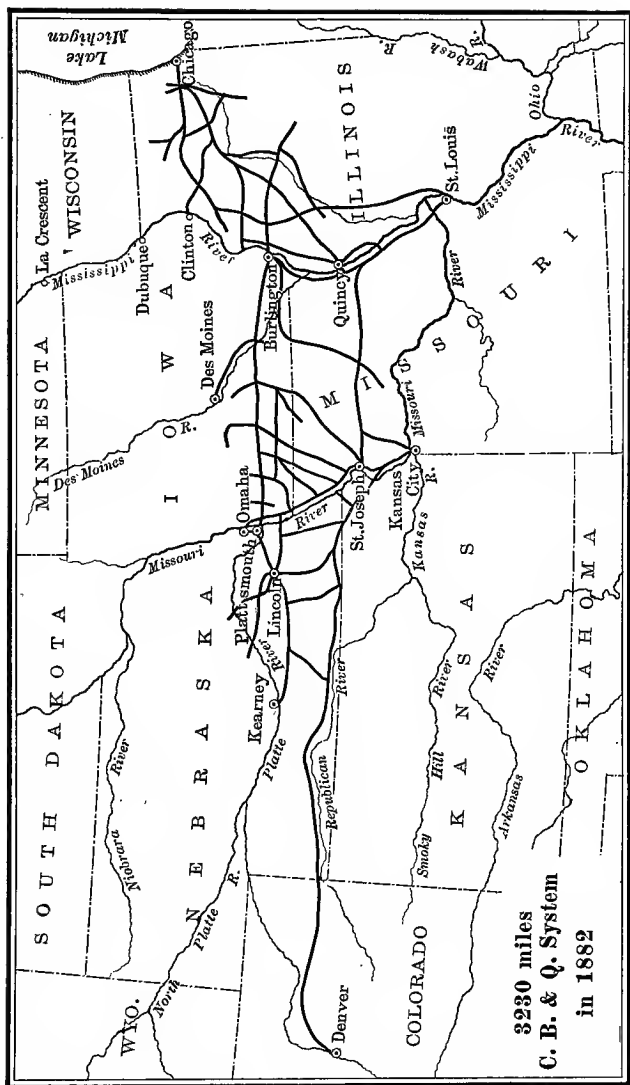 Lake
Michigan
Chicago
WISCONSIN
La Crescent
MINNESOTA
SOUTH DAKOTA
Mississippi
River
Dubuque
Clinton
ILLINOIS
Wabash
R.
R.
Ohio
River
St. Louis
Mississippi
Burlington
Quincy
IOWA
Des Moines
Des Moines
R.
MISSOURI
River
Missouri
Missouri
River
Omaha
Plattsmouth
Lincoln
St. Joseph
Kansas
City
R.
Kansas
NEBRASKA
Niobrara
River
Kearney
Platte
River
North
Platte
R.
WYO.
Republican
River
Smoky
Hill
River
KANSAS
Arkansas
River
OKLAHOMA
COLORADO
Denver
3230 miles
C. B. & Q. System
in 1882